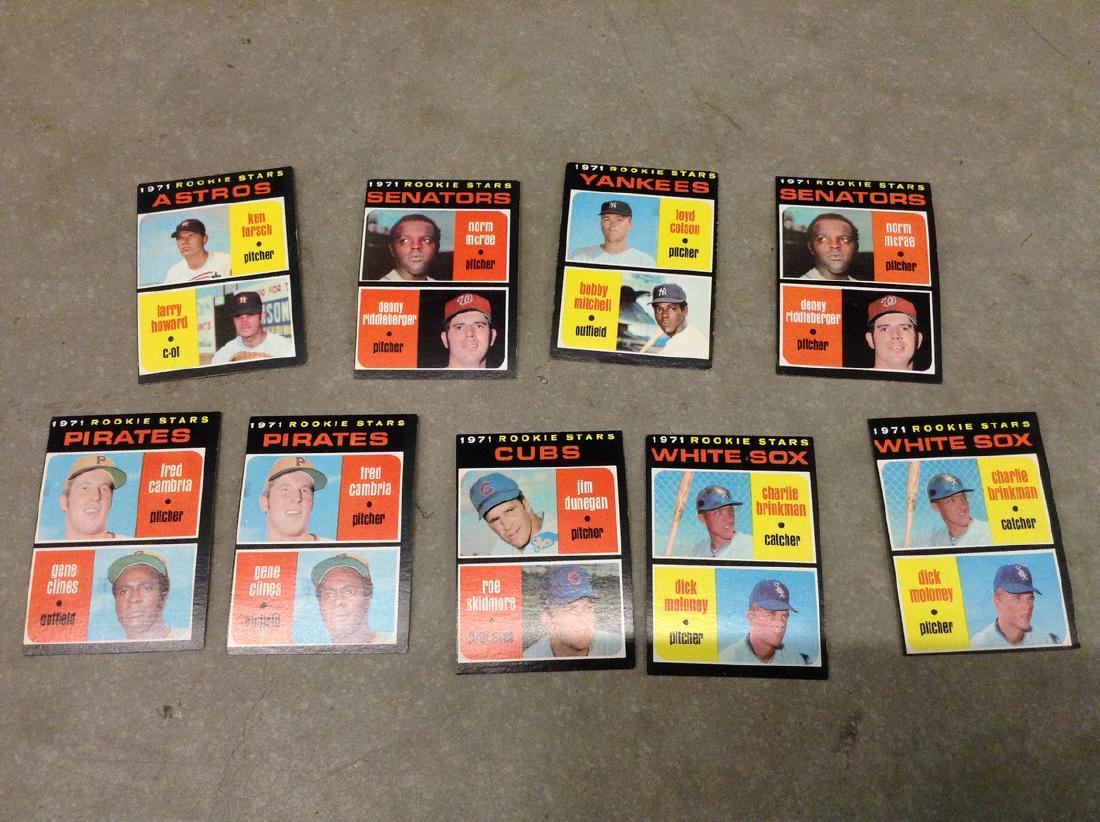 1971 ROOKIE STARS
ASTROS
ken
forsch
pitcher
larry
howard
c-of
1971 ROOKIE STARS
SENATORS
norm
mcrae
pitcher
denny
riddleberger
pitcher
1971 ROOKIE STARS
YANKEES
loyd
colson
pitcher
bobby
mitchell
outfield
1971 ROOKIE STARS
SENATORS
norm
mcrae
pitcher
denny
riddleberger
pitcher
1971 ROOKIE STARS
PIRATES
fred
cambria
pitcher
gene
clines
outfield
1971 ROOKIE STARS
PIRATES
fred
cambria
pitcher
gene
clines
outfield
1971 ROOKIE STARS
CUBS
jim
dunegan
pitcher
roe
skidmore
1971 ROOKIE STARS
WHITE SOX
charlie
brinkman
catcher
dick
moloney
pitcher
1971 ROOKIE STARS
WHITE SOX
charlie
brinkman
catcher
dick
moloney
pitcher